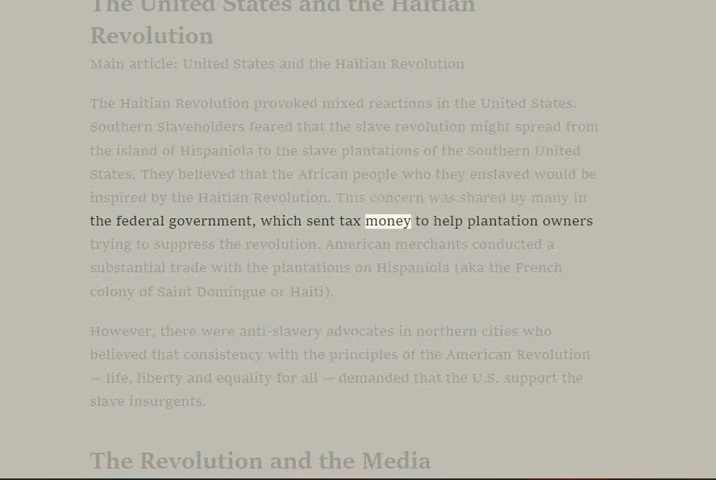 The United States and the Haitian
Revolution
Main article: United States and the Haitian Revolution
The Haitian Revolution provoked mixed reactions in the United States.
Southern Slaveholders feared that the slave revolution might spread from
the island of Hispaniola to the slave plantations of the Southern United
States. They believed that the African people who they enslaved would be
inspired by the Haitian Revolution. This concern was shared by many in
the federal government, which sent tax money to help plantation owners
trying to suppress the revolution. American merchants conducted a
substantial trade with the plantations on Hispaniola (aka the French
colony of Saint Domingue or Haiti).
However, there were anti-slavery advocates in northern cities who
believed that consistency with the principles of the American Revolution
— life, liberty and equality for all — demanded that the U.S. support the
slave insurgents.
The Revolution and the Media